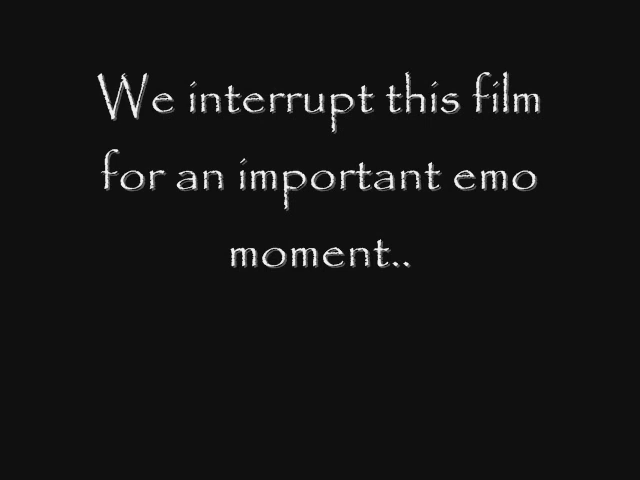 We interrupt this film
for an important emo
moment..